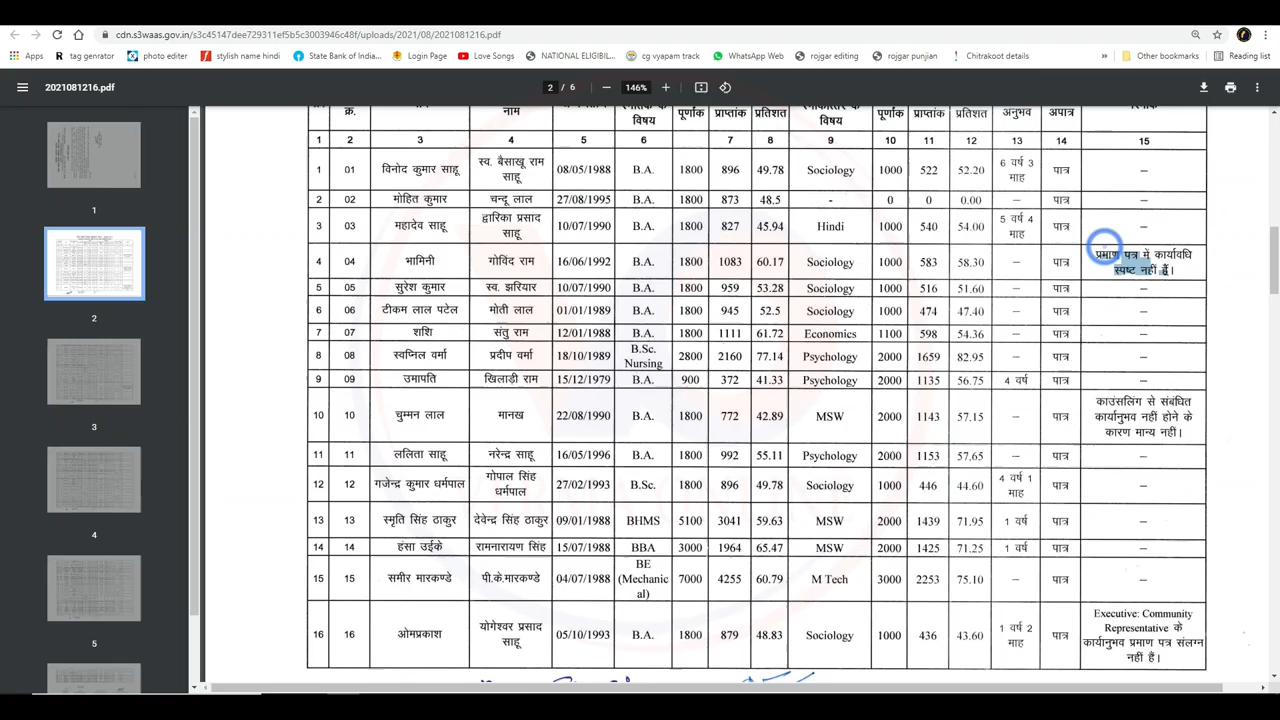 cdn.s3waas.gov.in/s3c45147dee729311ef5b5c3003946c48f/uploads/2021/08/2021081216.pdf
Apps tag genrator photo editer stylish name hindi State Bank of Indi... Login Page Love Songs NATIONAL ELIGIBIL... cg vyapam track WhatsApp Web rojgar editing rojgar punjian Chitrakoot details » Other bookmarks Reading list
2021081216.pdf 2 / 6 146%
क्र. नाम विषय पूर्णांक प्राप्तांक प्रतिशत विषय पूर्णांक प्राप्तांक प्रतिशत अनुभव अपात्र
1 2 3 4 5 6 7 8 9 10 11 12 13 14 15
1 01 विनोद कुमार साहू स्व. बैसाखू राम साहू 08/05/1988 B.A. 1800 896 49.78 Sociology 1000 522 52.20 6 वर्ष 3 माह पात्र –
2 02 मोहित कुमार चन्दू लाल 27/08/1995 B.A. 1800 873 48.5 - 0 0 0.00 – पात्र –
3 03 महादेव साहू द्वारिका प्रसाद साहू 10/07/1990 B.A. 1800 827 45.94 Hindi 1000 540 54.00 5 वर्ष 4 माह पात्र –
4 04 भामिनी गोविंद राम 16/06/1992 B.A. 1800 1083 60.17 Sociology 1000 583 58.30 – पात्र प्रमाण पत्र में कार्यावधि स्पष्ट नहीं हैं।
5 05 सुरेश कुमार स्व. झरियार 10/07/1990 B.A. 1800 959 53.28 Sociology 1000 516 51.60 – पात्र –
6 06 टीकम लाल पटेल मोती लाल 01/01/1989 B.A. 1800 945 52.5 Sociology 1000 474 47.40 – पात्र –
7 07 शशि संतु राम 12/01/1988 B.A. 1800 1111 61.72 Economics 1100 598 54.36 – पात्र –
8 08 स्वप्निल वर्मा प्रदीप वर्मा 18/10/1989 B.Sc. Nursing 2800 2160 77.14 Psychology 2000 1659 82.95 – पात्र –
9 09 उमापति खिलाड़ी राम 15/12/1979 B.A. 900 372 41.33 Psychology 2000 1135 56.75 4 वर्ष पात्र –
10 10 चुम्मन लाल मानख 22/08/1990 B.A. 1800 772 42.89 MSW 2000 1143 57.15 – पात्र काउंसलिंग से संबंधित कार्यानुभव नहीं होने के कारण मान्य नहीं।
11 11 ललिता साहू नरेन्द्र साहू 16/05/1996 B.A. 1800 992 55.11 Psychology 2000 1153 57.65 – पात्र –
12 12 गजेन्द्र कुमार धर्मपाल गोपाल सिंह धर्मपाल 27/02/1993 B.Sc. 1800 896 49.78 Sociology 1000 446 44.60 4 वर्ष 1 माह पात्र –
13 13 स्मृति सिंह ठाकुर देवेन्द्र सिंह ठाकुर 09/01/1988 BHMS 5100 3041 59.63 MSW 2000 1439 71.95 1 वर्ष पात्र –
14 14 हंसा उईके रामनारायण सिंह 15/07/1988 BBA 3000 1964 65.47 MSW 2000 1425 71.25 1 वर्ष पात्र –
15 15 समीर मारकण्डे पी.के.मारकण्डे 04/07/1988 BE (Mechanical) 7000 4255 60.79 M Tech 3000 2253 75.10 – पात्र –
16 16 ओमप्रकाश योगेश्वर प्रसाद साहू 05/10/1993 B.A. 1800 879 48.83 Sociology 1000 436 43.60 1 वर्ष 2 माह पात्र Executive: Community Representative के कार्यानुभव प्रमाण पत्र संलग्न नहीं हैं।
1
2
3
4
5